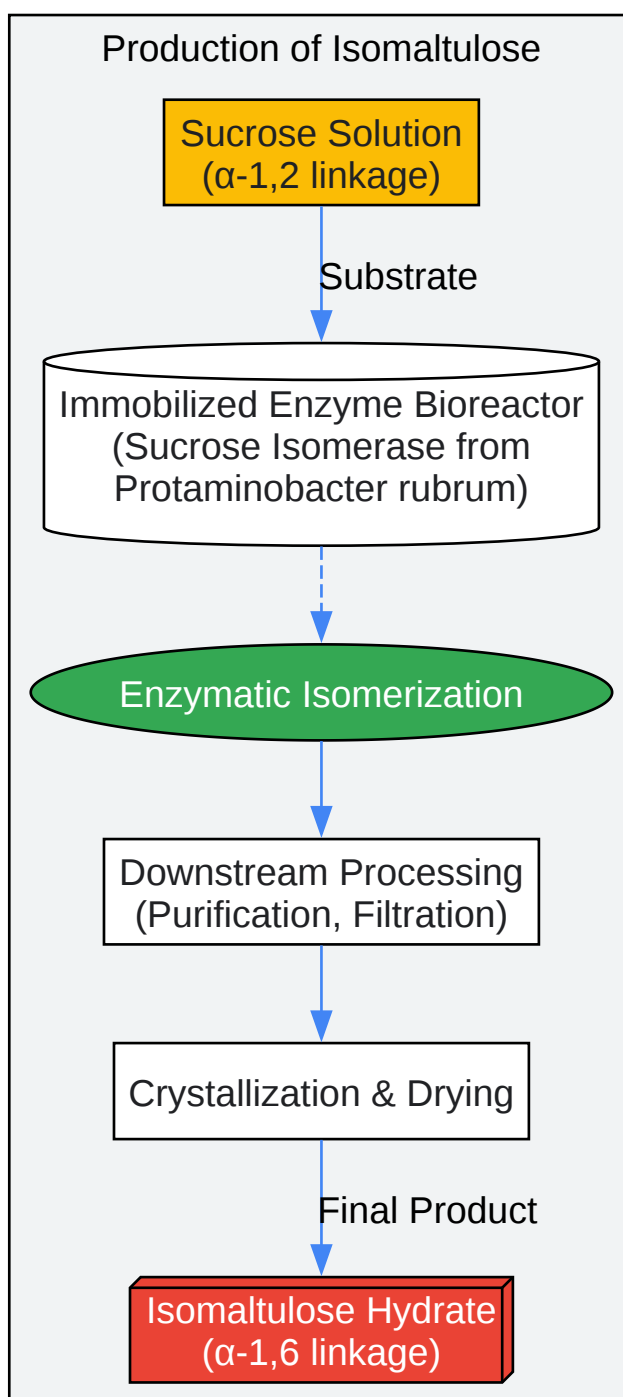 Production of Isomaltulose
Sucrose Solution
(α-1,2 linkage)
Substrate
Immobilized Enzyme Bioreactor
(Sucrose Isomerase from
Protaminobacter rubrum)
Enzymatic Isomerization
Downstream Processing
(Purification, Filtration)
Crystallization & Drying
Final Product
Isomaltulose Hydrate
(α-1,6 linkage)